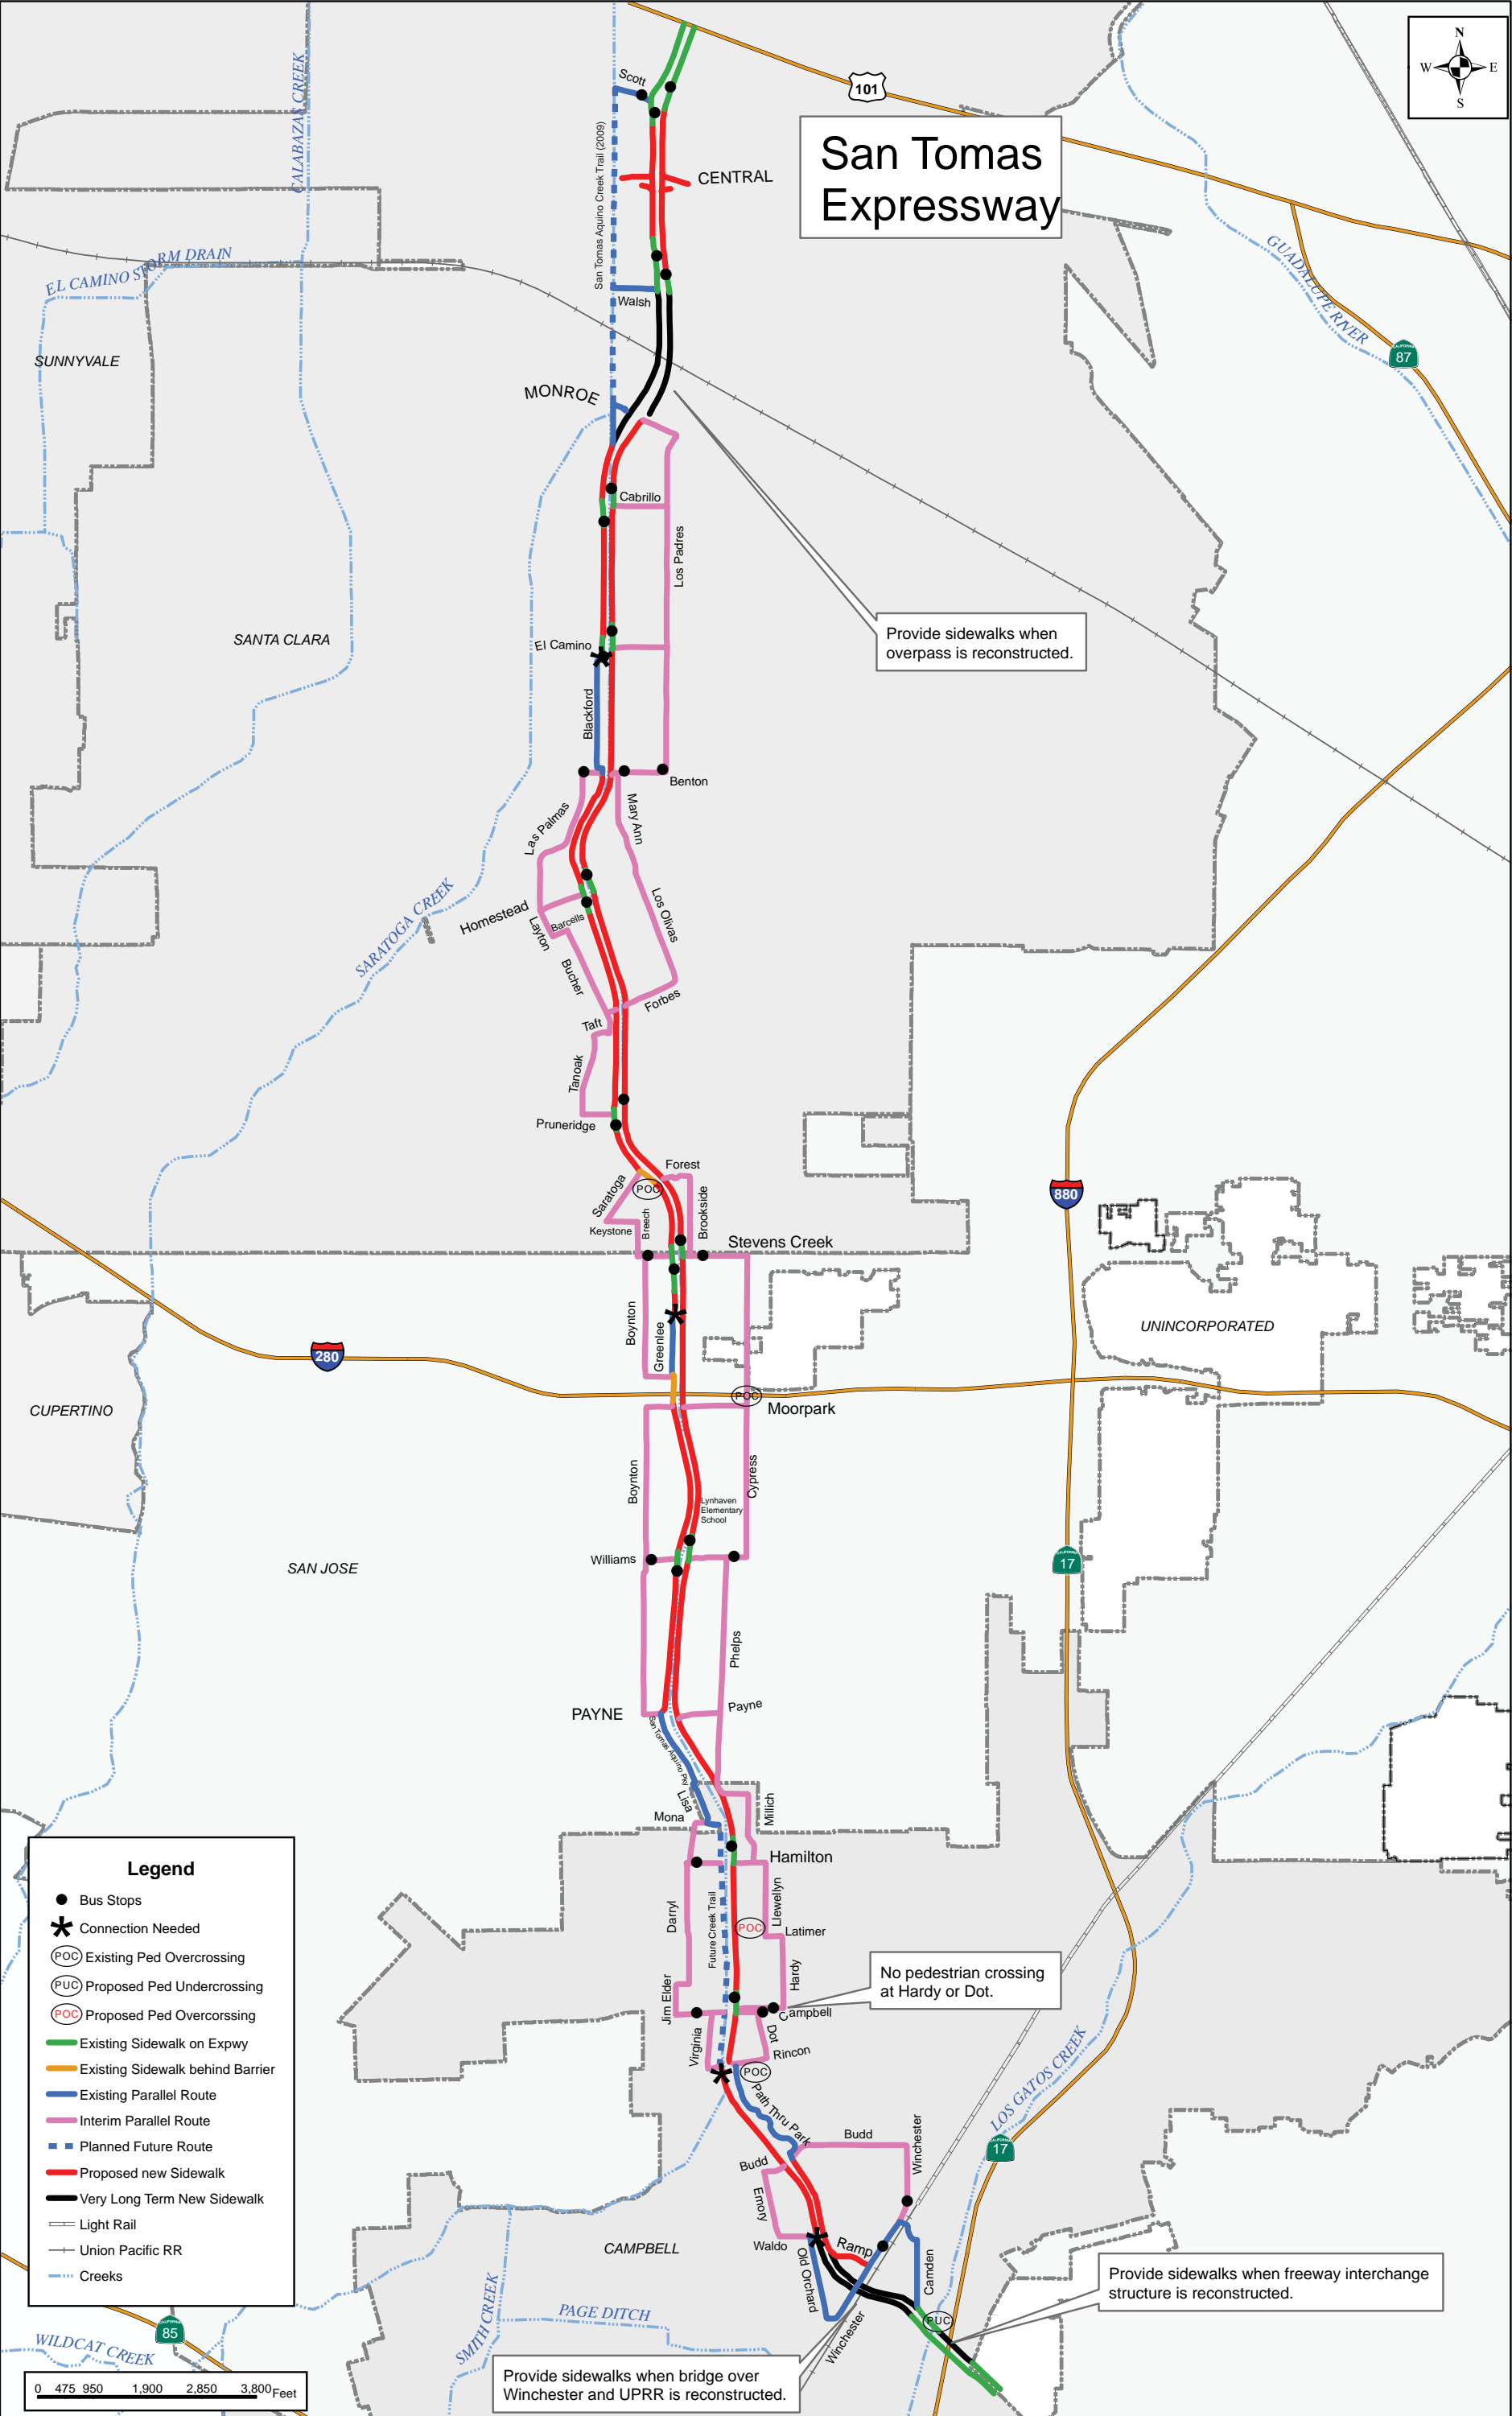 N
W
E
S
101
San Tomas
Expressway
Scott
CALABAZAS CREEK
San Tomas Aquino Creek Trail (2009)
CENTRAL
EL CAMINO STORM DRAIN
GUADALUPE RIVER
Walsh
SUNNYVALE
CALIFORNIA
87
MONROE
Cabrillo
Los Padres
SANTA CLARA
El Camino
Provide sidewalks when
overpass is reconstructed.
Blackford
Benton
Las Palmas
Mary Ann
SARATOGA CREEK
Homestead
Layton
Barcells
Los Olivas
Bucher
Forbes
Taft
Tanoak
Pruneridge
Forest
POC
Saratoga
880
Keystone
Breech
Brookside
Stevens Creek
Boynton
Greenlee
UNINCORPORATED
280
POC
Moorpark
CUPERTINO
Boynton
Cypress
Lynhaven
Elementary
School
Williams
SAN JOSE
CALIFORNIA
17
Phelps
PAYNE
Payne
San Tomas Aquino Pkl
Lisa
Mona
Millich
Hamilton
Darryl
Future Creek Trail
Llewellyn
POC
Latimer
Hardy
No pedestrian crossing
at Hardy or Dot.
Jim Elder
Campbell
Virginia
Dot
Rincon
POC
LOS GATOS CREEK
Path Thru Park
CALIFORNIA
17
Budd
Winchester
Budd
Emory
CAMPBELL
Waldo
Ramp
Old Orchard
Camden
Provide sidewalks when freeway interchange
structure is reconstructed.
PUC
Winchester
SMITH CREEK
PAGE DITCH
Provide sidewalks when bridge over
Winchester and UPRR is reconstructed.
Legend
Bus Stops
Connection Needed
POC Existing Ped Overcrossing
PUC Proposed Ped Undercrossing
POC Proposed Ped Overcorssing
Existing Sidewalk on Expwy
Existing Sidewalk behind Barrier
Existing Parallel Route
Interim Parallel Route
Planned Future Route
Proposed new Sidewalk
Very Long Term New Sidewalk
Light Rail
Union Pacific RR
Creeks
CALIFORNIA
85
WILDCAT CREEK
0 475 950 1,900 2,850 3,800 Feet